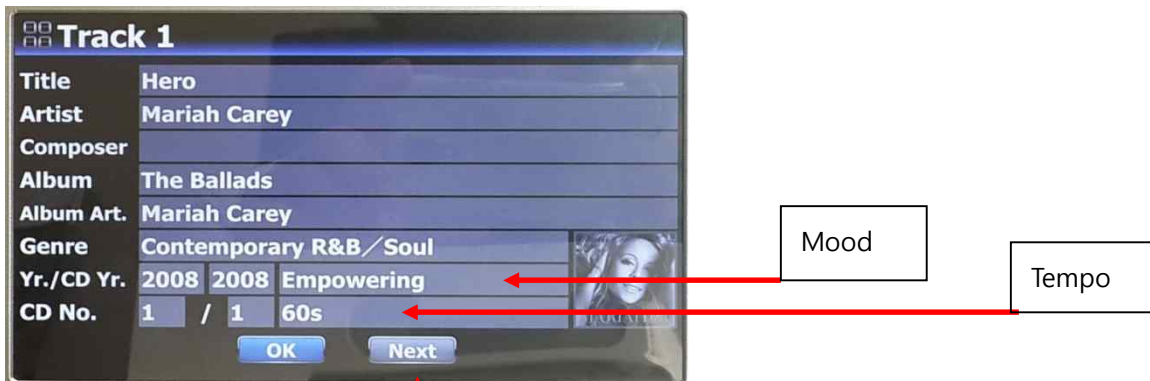 Track 1
Title Hero
Artist Mariah Carey
Composer
Album The Ballads
Album Art. Mariah Carey
Genre Contemporary R&B／Soul
Yr./CD Yr. 2008 2008 Empowering
CD No. 1 / 1 60s
OK Next
Mood
Tempo